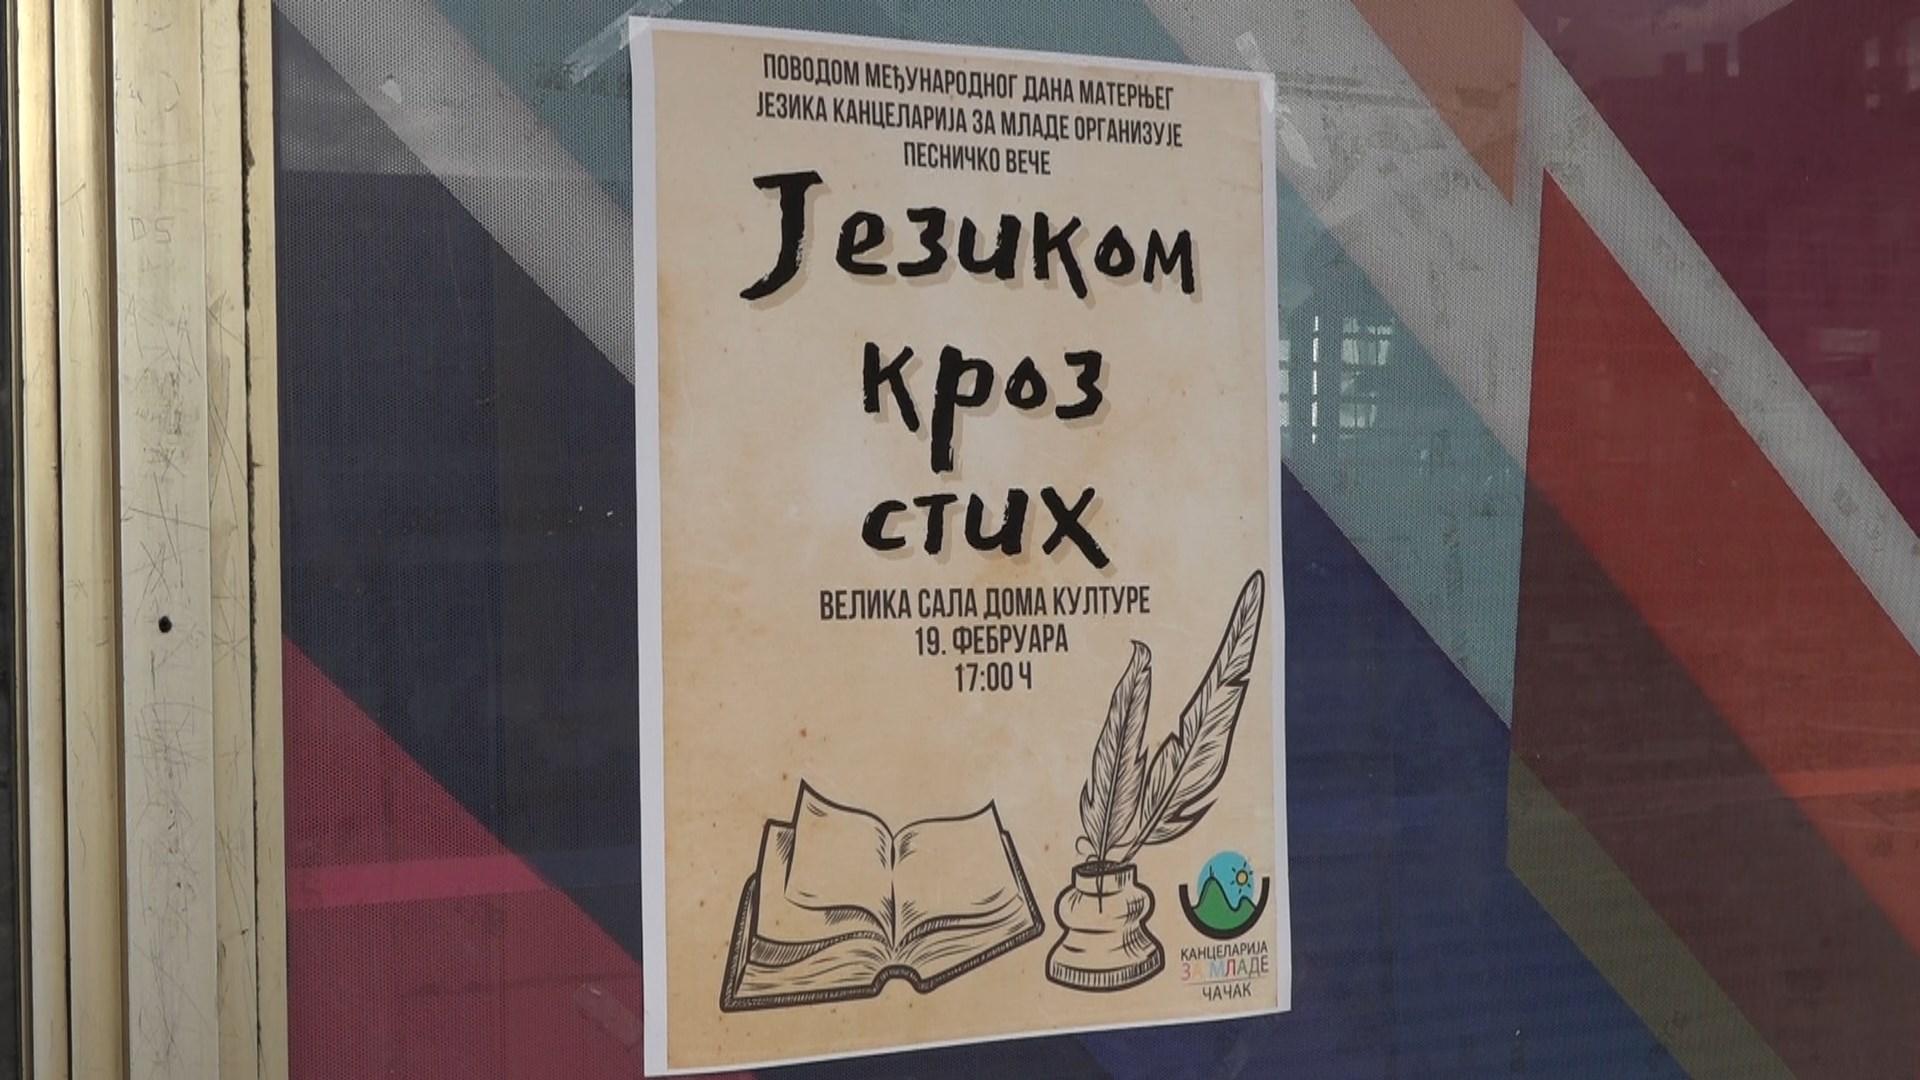 ПОВОДОМ МЕЂУНАРОДНОГ ДАНА МАТЕРЊЕГ
ЈЕЗИКА КАНЦЕЛАРИЈА ЗА МЛАДЕ ОРГАНИЗУЈЕ
ПЕСНИЧКО ВЕЧЕ
Језиком
кроз
стих
ВЕЛИКА САЛА ДОМА КУЛТУРЕ
19. ФЕБРУАРА
17:00 Ч
КАНЦЕЛАРИЈА
ЗА МЛАДЕ
ЧАЧАК
DS